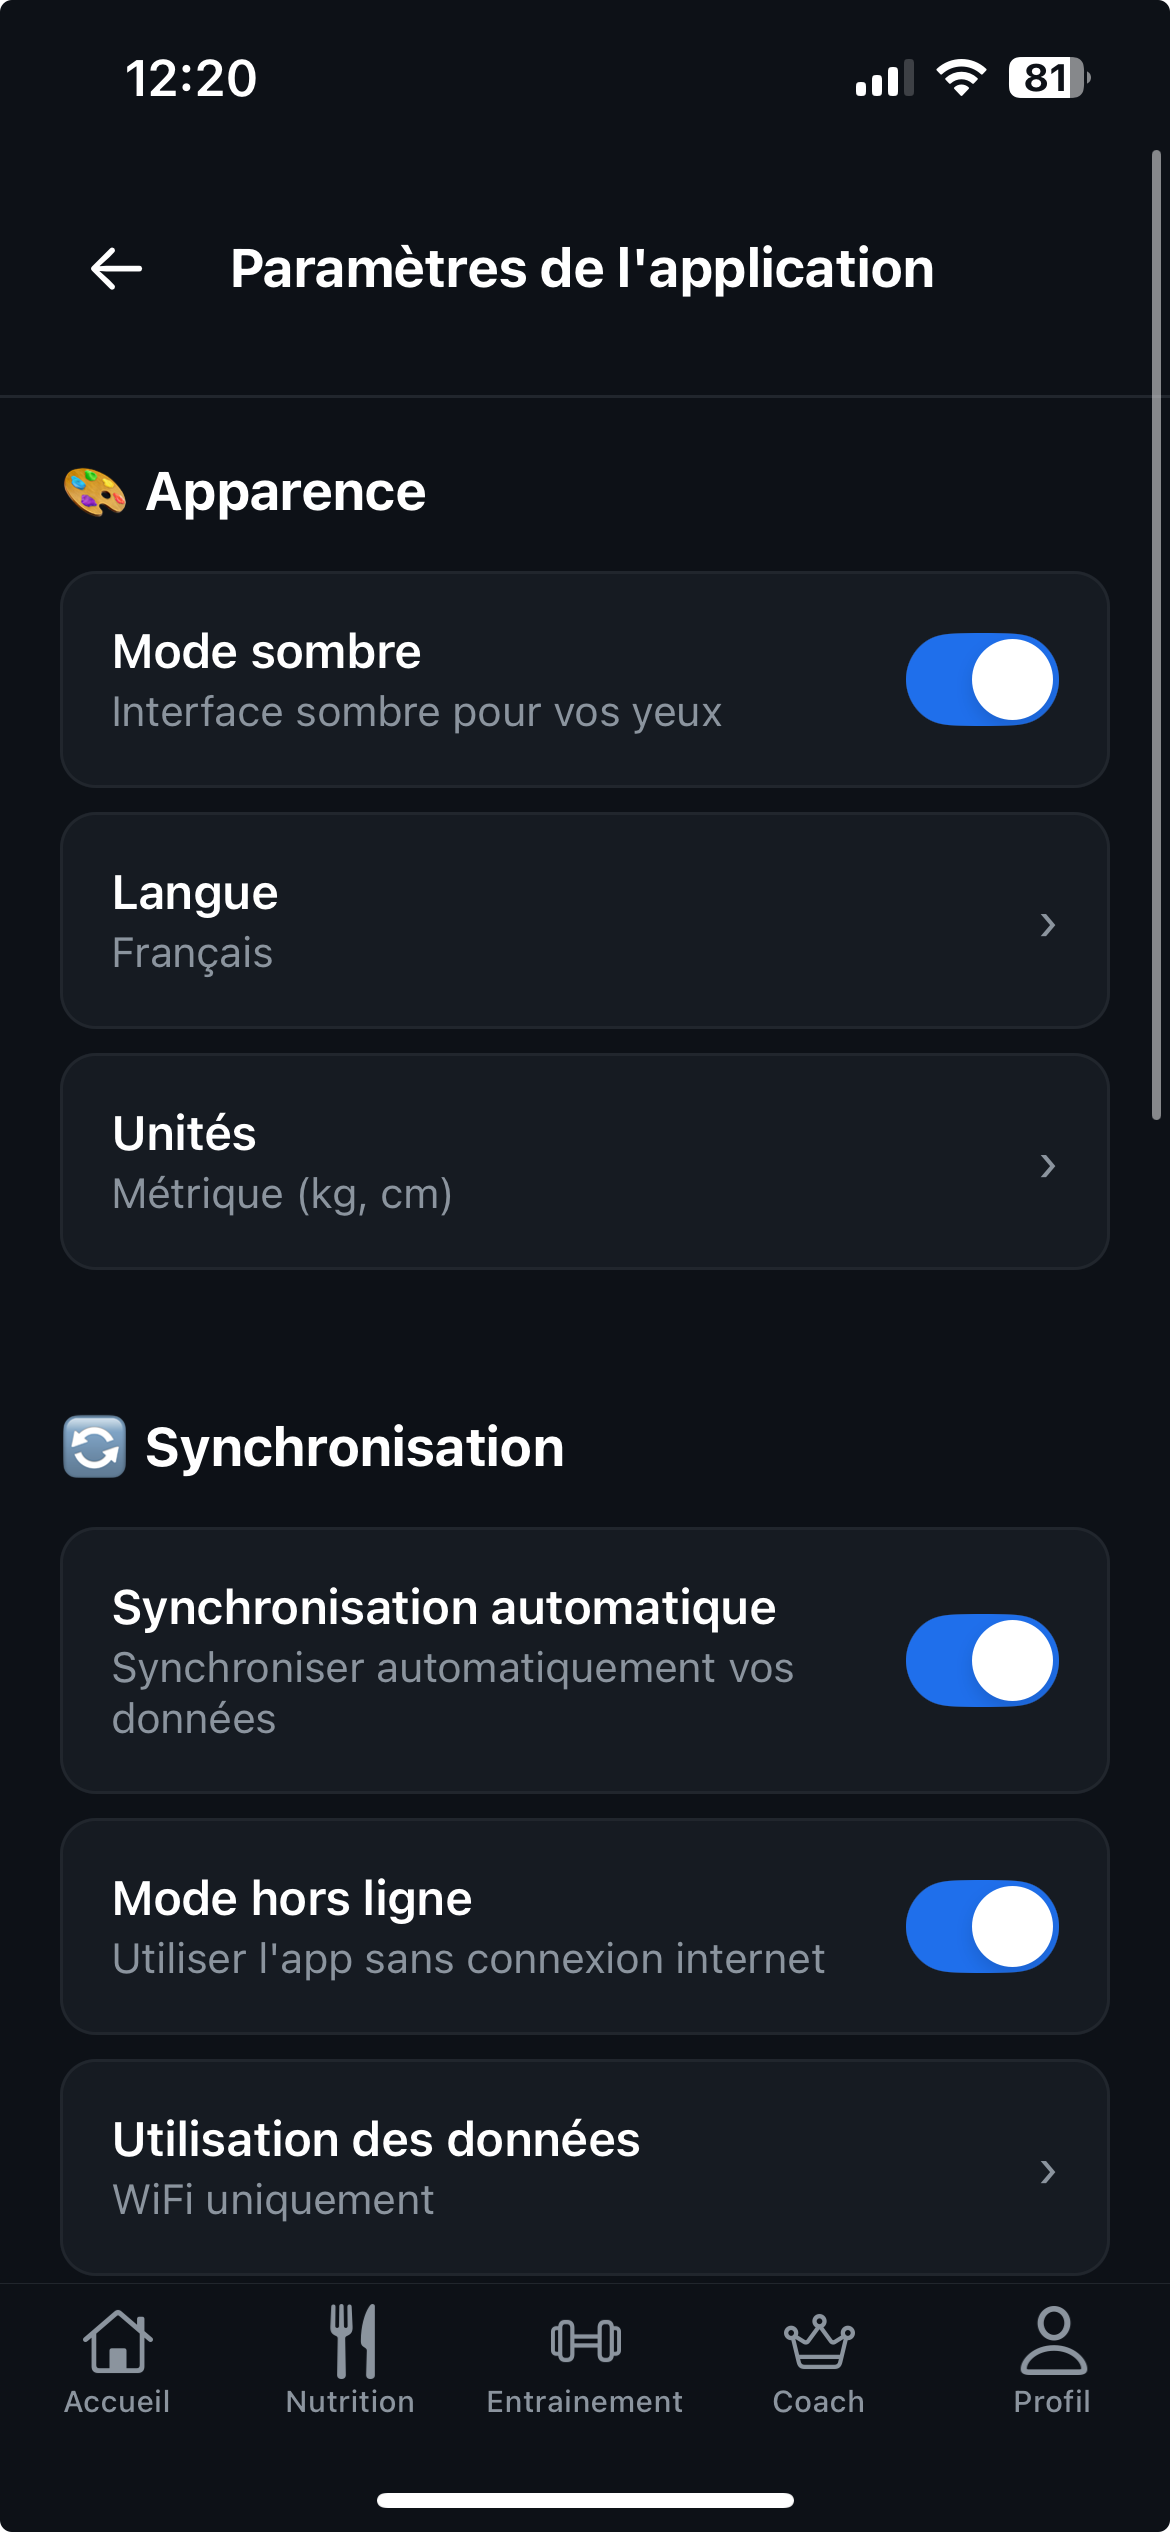 12:20
81
Paramètres de l'application
Apparence
Mode sombre
Interface sombre pour vos yeux
Langue
Français
Unités
Métrique (kg, cm)
Synchronisation
Synchronisation automatique
Synchroniser automatiquement vos
données
Mode hors ligne
Utiliser l'app sans connexion internet
Utilisation des données
WiFi uniquement
Accueil
Nutrition
Entrainement
Coach
Profil